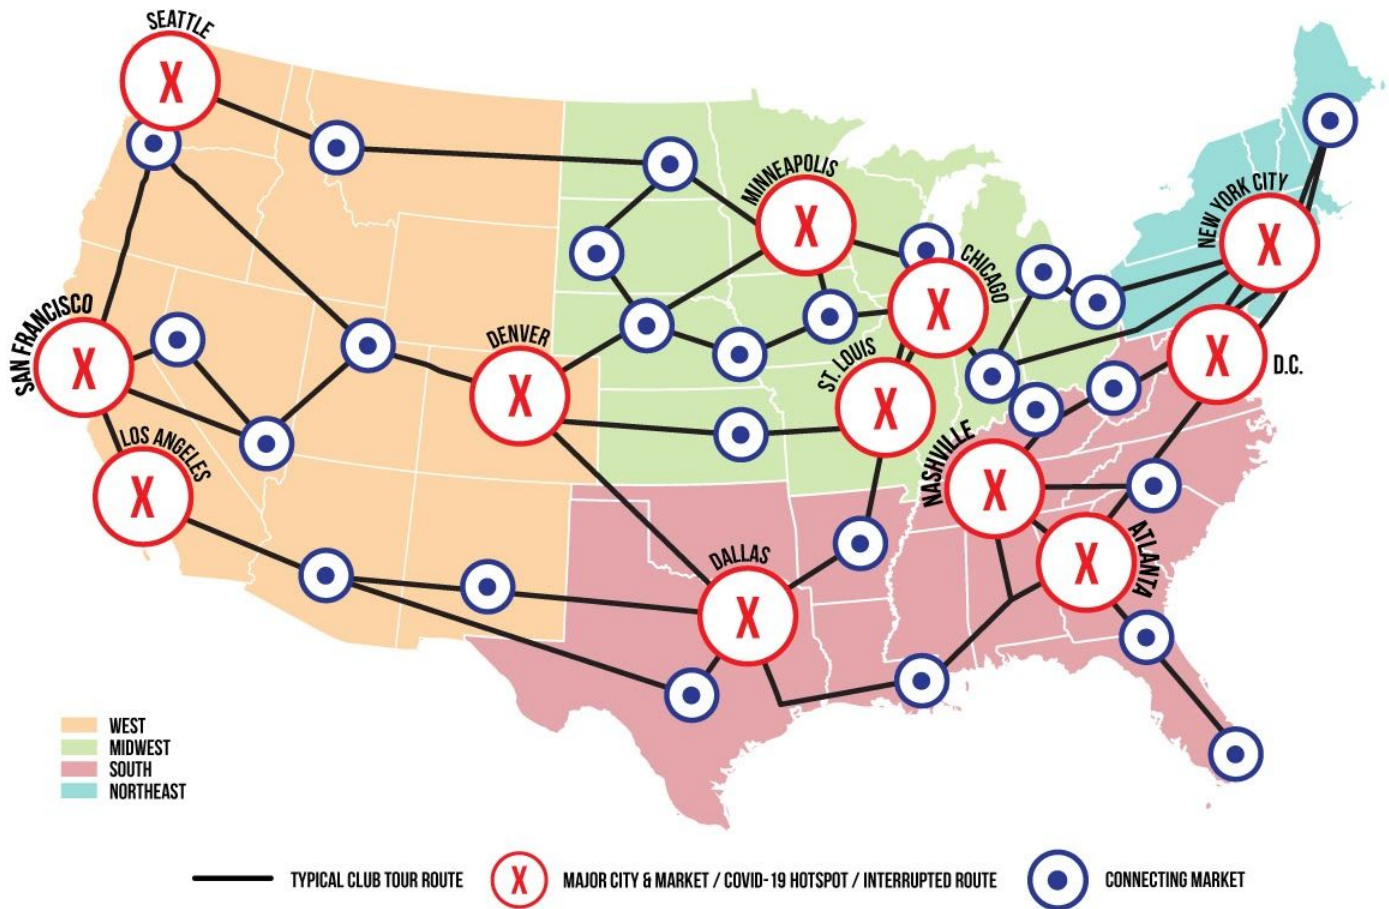 SEATTLE
MINNEAPOLIS
NEW YORK CITY
CHICAGO
SAN FRANCISCO
DENVER
ST. LOUIS
D.C.
LOS ANGELES
NASHVILLE
ATLANTA
DALLAS
X
X
X
X
X
X
X
X
X
X
X
X
WEST
MIDWEST
SOUTH
NORTHEAST
TYPICAL CLUB TOUR ROUTE
X
MAJOR CITY & MARKET / COVID-19 HOTSPOT / INTERRUPTED ROUTE
CONNECTING MARKET